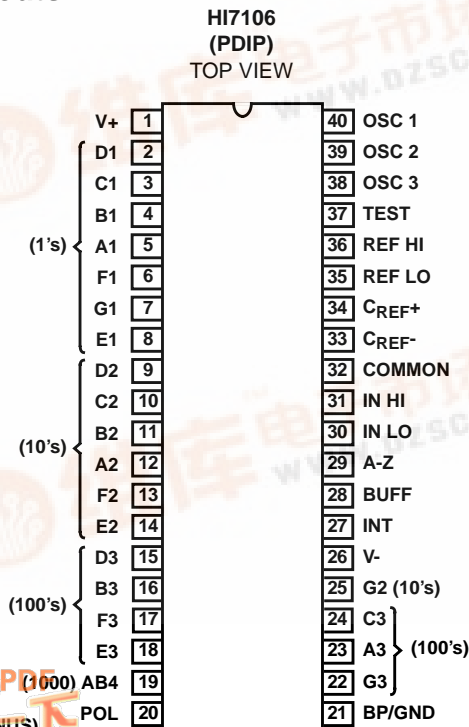 HI7106
(PDIP)
TOP VIEW
V+ 1 40 OSC 1
D1 2 39 OSC 2
C1 3 38 OSC 3
B1 4 37 TEST
(1's) A1 5 36 REF HI
F1 6 35 REF LO
G1 7 34 CREF+
E1 8 33 CREF-
D2 9 32 COMMON
C2 10 31 IN HI
B2 11 30 IN LO
(10's) A2 12 29 A-Z
F2 13 28 BUFF
E2 14 27 INT
D3 15 26 V-
(100's) B3 16 25 G2 (10's)
F3 17 24 C3
E3 18 23 A3 (100's)
PDF (1000) AB4 19 22 G3
POL 20 21 BP/GND